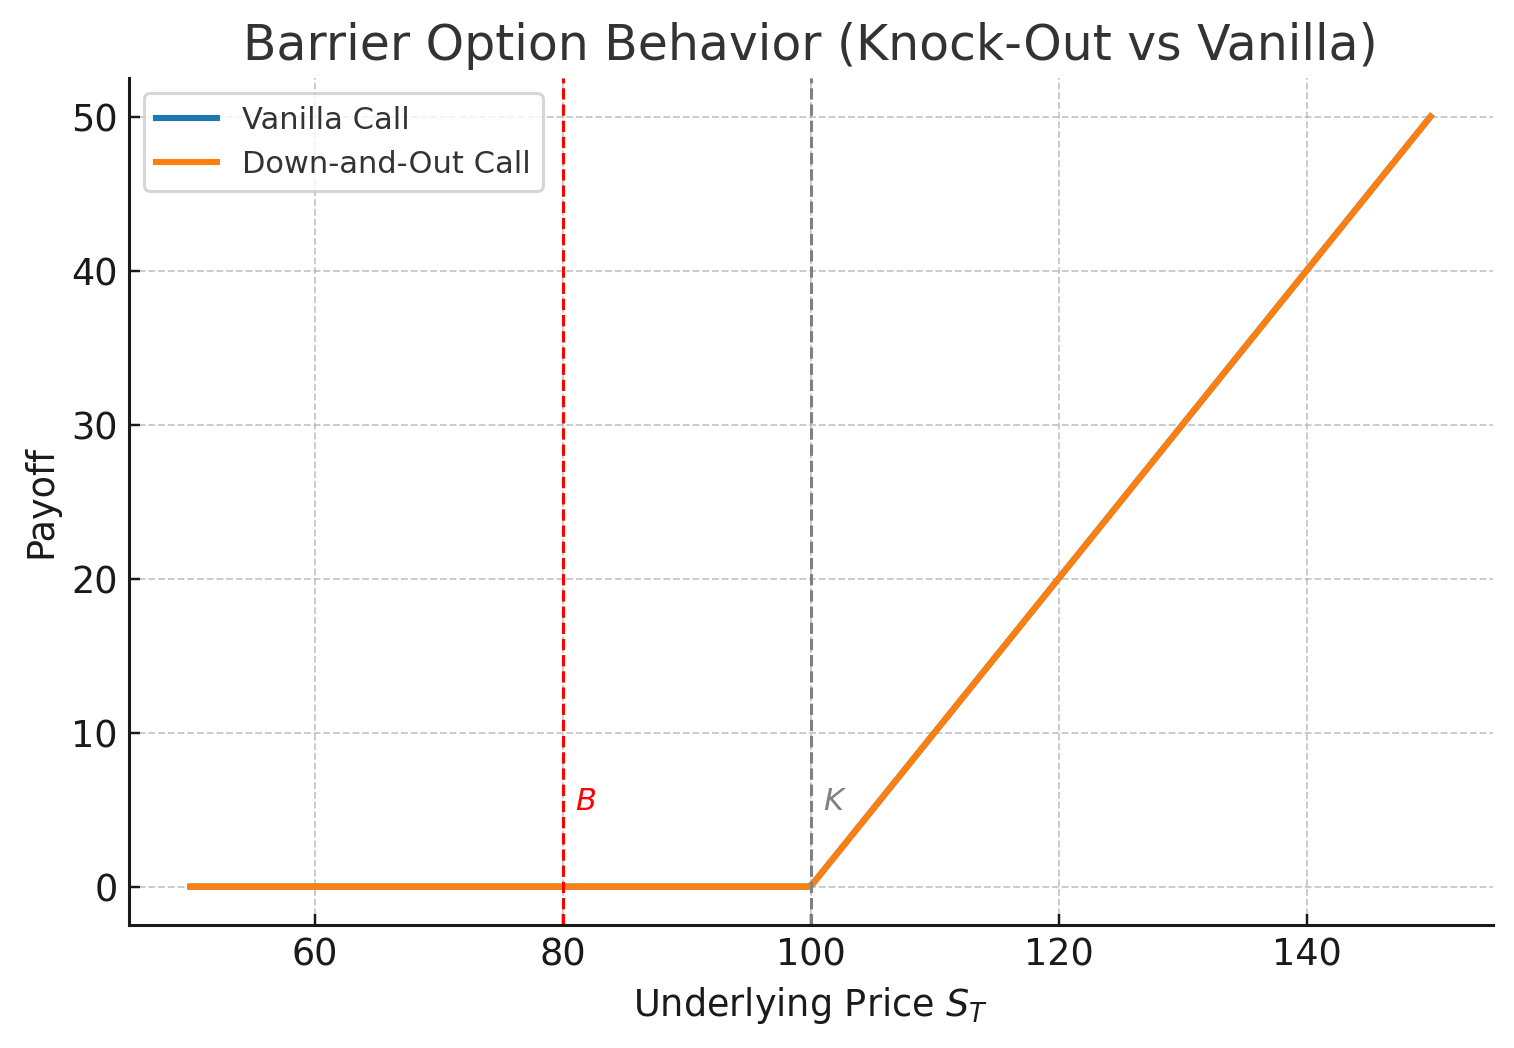 Barrier Option Behavior (Knock-Out vs Vanilla)
Vanilla Call
Down-and-Out Call
50
40
30
20
10
0
Payoff
B
K
60 80 100 120 140
Underlying Price S_T